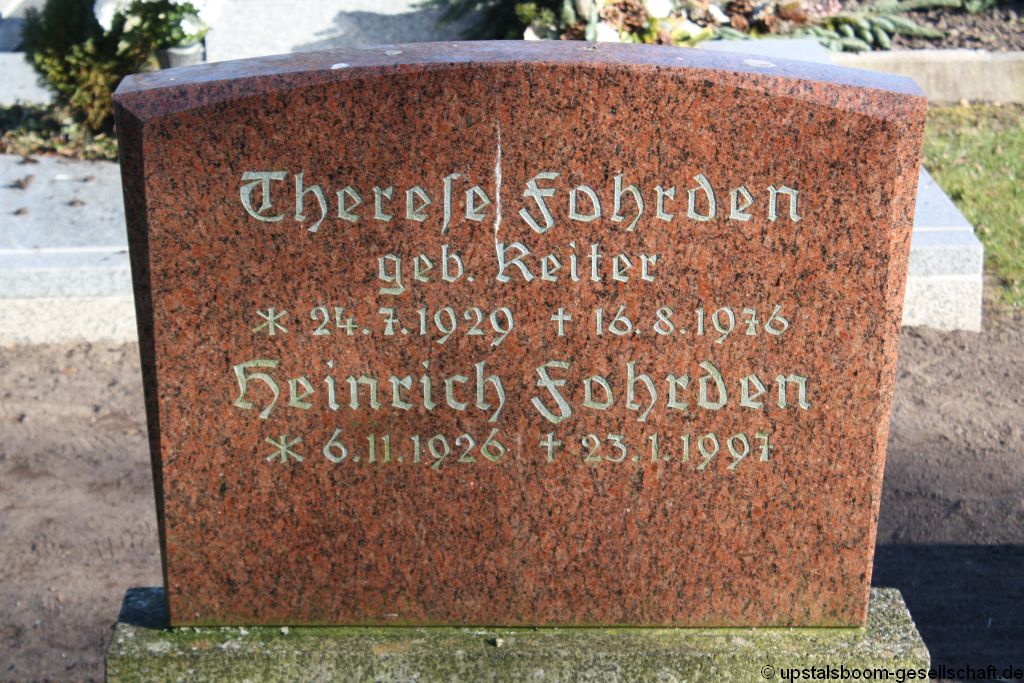 Therese Fohrden
geb. Reiter
* 24.7.1929 † 16.8.1976
Heinrich Fohrden
* 6.11.1926 † 23.1.1997
© upstalsboom-gesellschaft.de